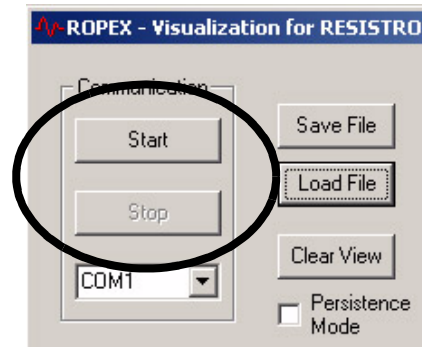 ROPEX - Visualization for RESISTRO
Communication
Start
Stop
COM1
Save File
Load File
Clear View
Persistence
Mode